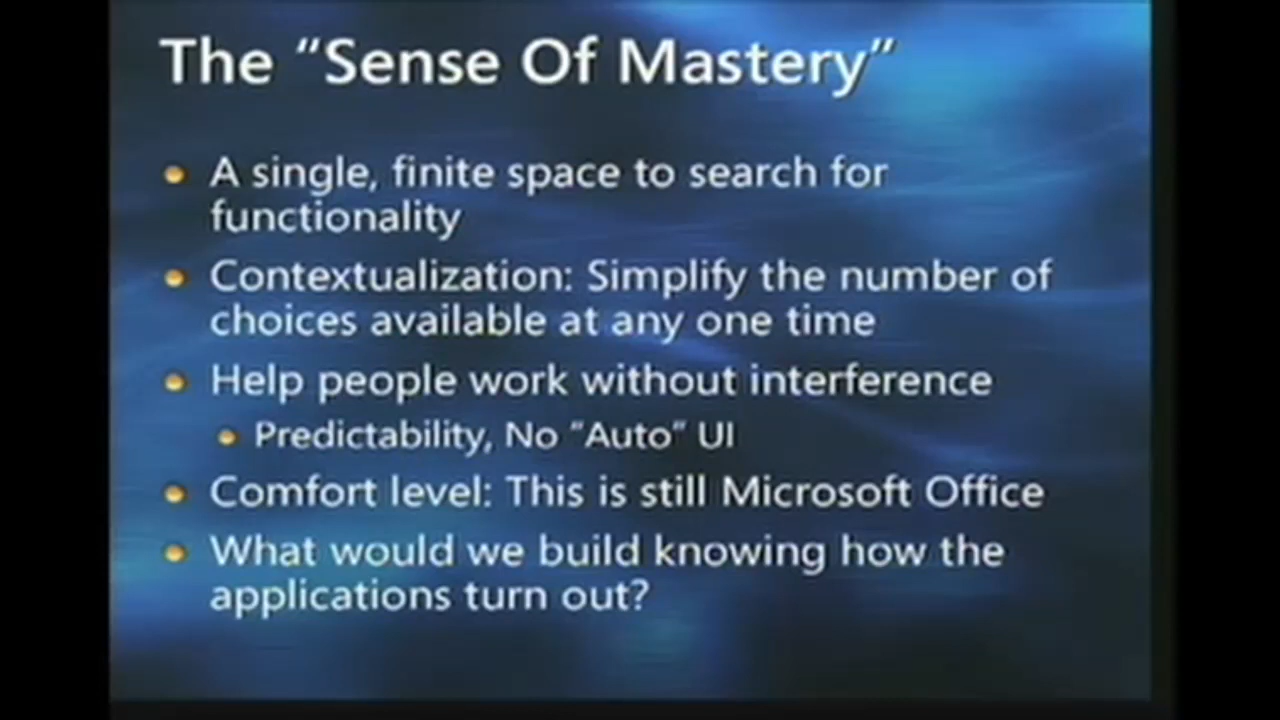 The “Sense Of Mastery”
A single, finite space to search for
functionality
Contextualization: Simplify the number of
choices available at any one time
Help people work without interference
Predictability, No “Auto” UI
Comfort level: This is still Microsoft Office
What would we build knowing how the
applications turn out?